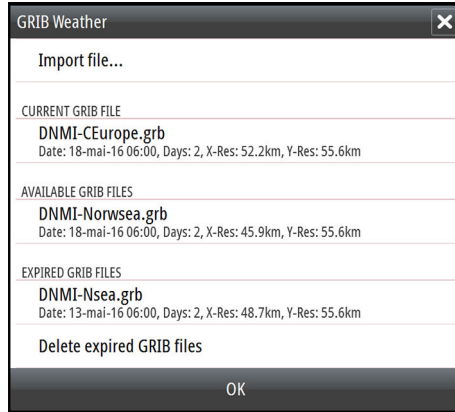 GRIB Weather
Import file...
CURRENT GRIB FILE
DNMI-CEurope.grb
Date: 18-mai-16 06:00, Days: 2, X-Res: 52.2km, Y-Res: 55.6km
AVAILABLE GRIB FILES
DNMI-Norwsea.grb
Date: 18-mai-16 06:00, Days: 2, X-Res: 45.9km, Y-Res: 55.6km
EXPIRED GRIB FILES
DNMI-Nsea.grb
Date: 13-mai-16 06:00, Days: 2, X-Res: 48.7km, Y-Res: 55.6km
Delete expired GRIB files
OK